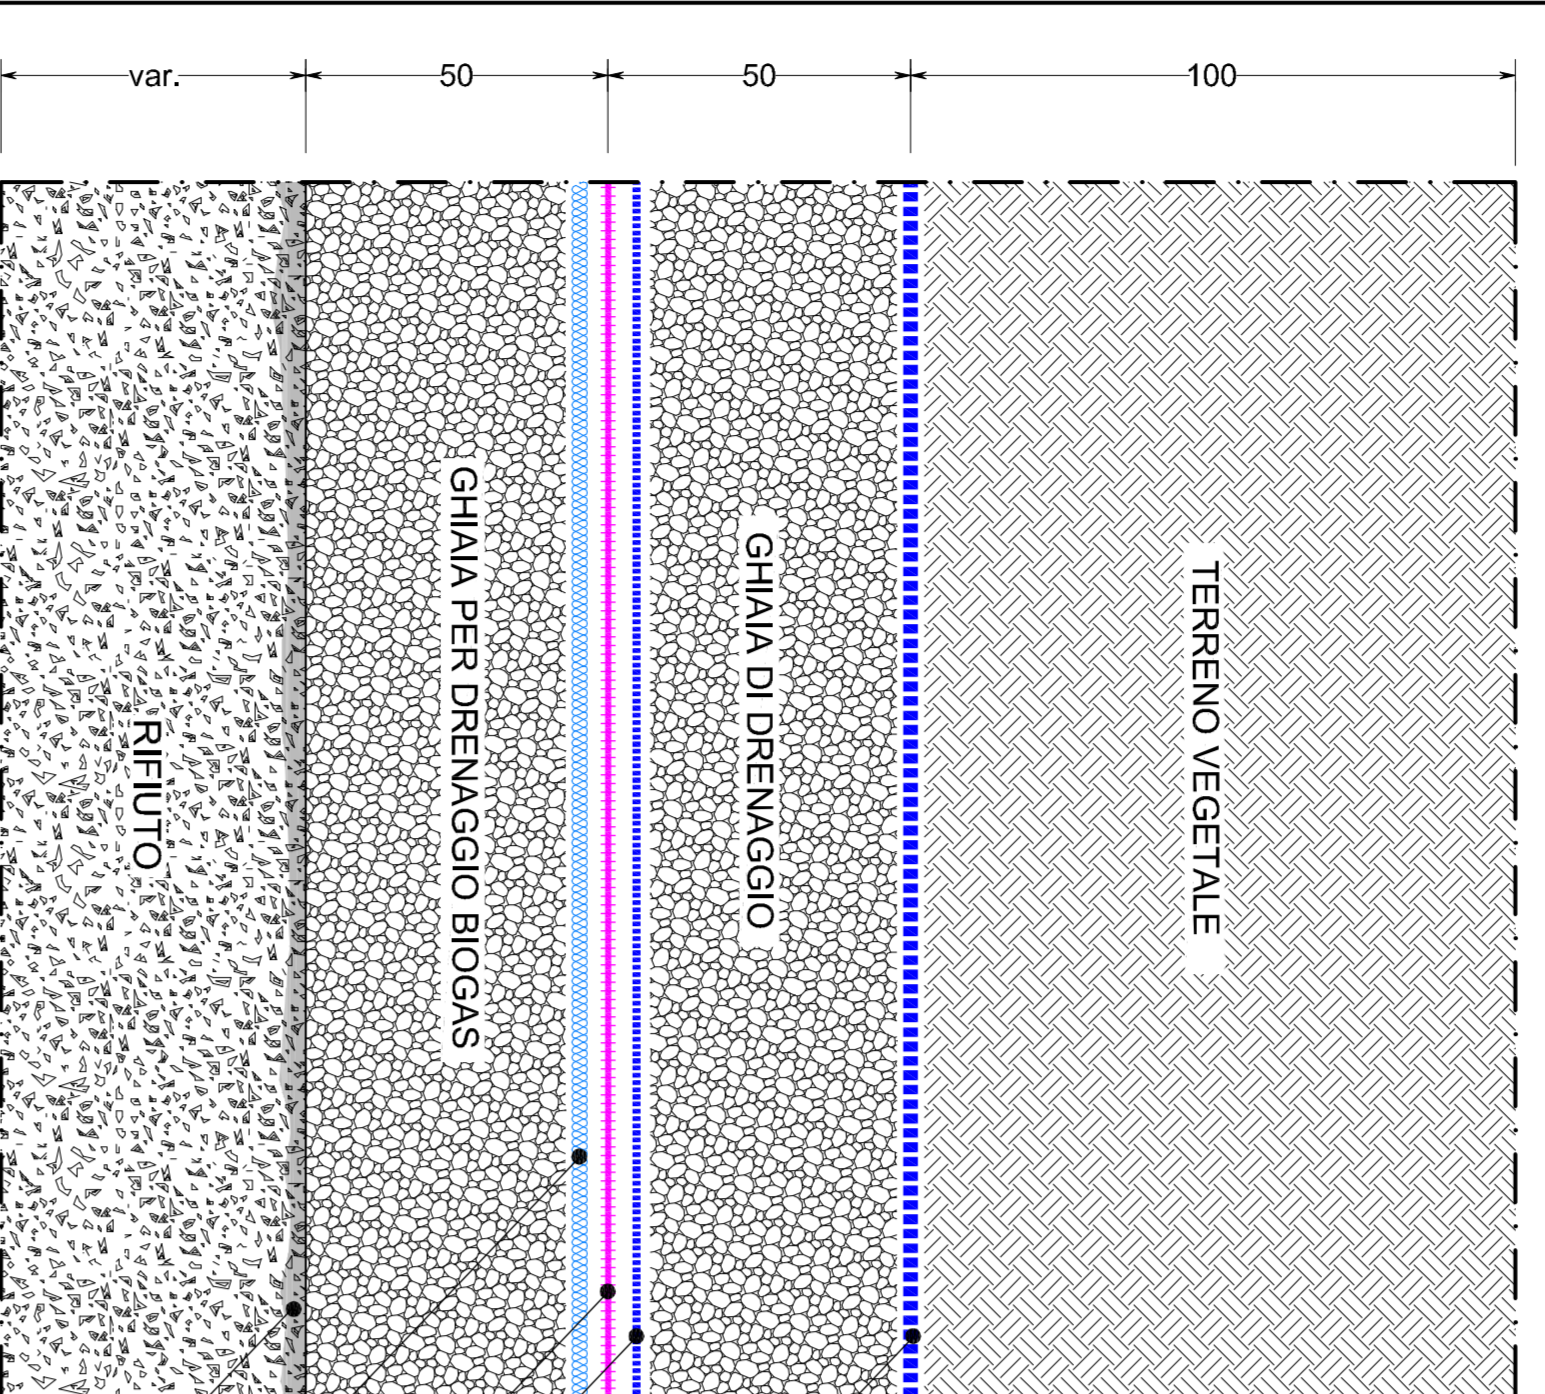 var.
50
50
100
RIFIUTO
GHIAIA PER DRENAGGIO BIOGAS
GHIAIA DI DRENAGGIO
TERRENO VEGETALE